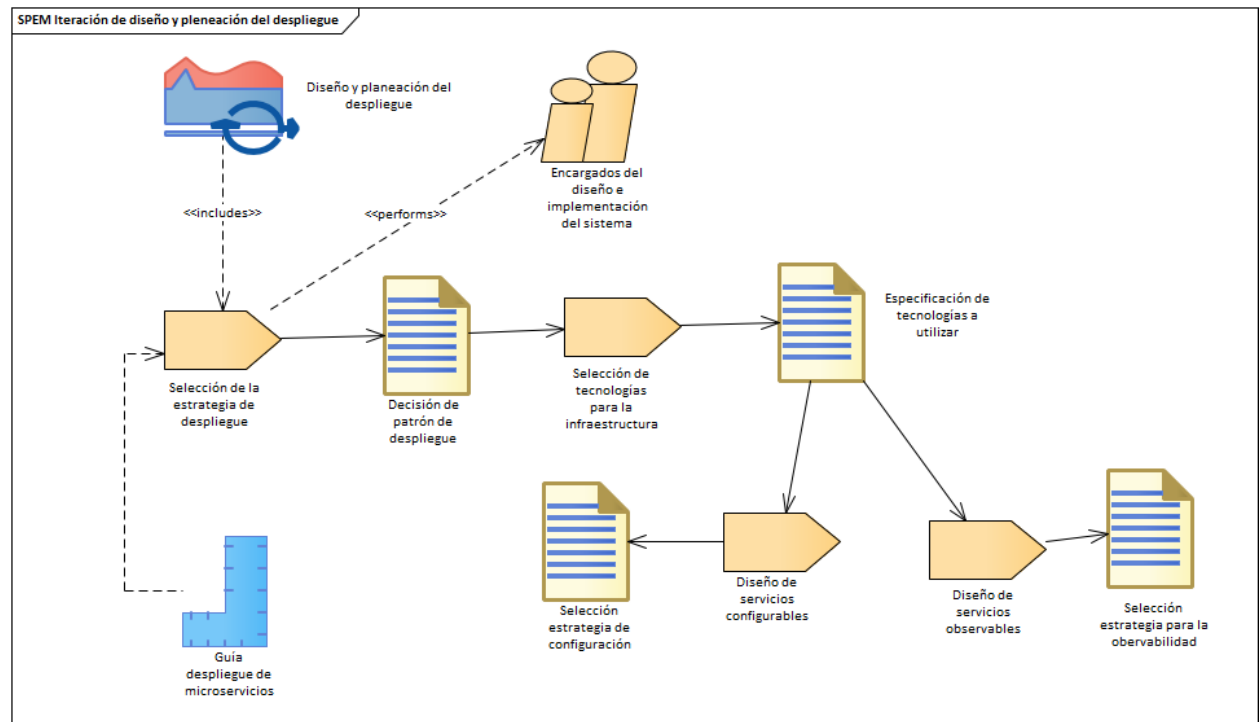 SPEM Iteración de diseño y pleneación del despliegue
Diseño y planeación del
despliegue
Encargados del
diseño e
implementación
del sistema
<<includes>>
<<performs>>
Especificación de
tecnologías a
utilizar
Selección de la
estrategia de
despliegue
Decisión de
patrón de
despliegue
Selección de
tecnologías
para la
infraestructura
Guía
despliegue de
microservicios
Selección
estrategia de
configuración
Diseño de
servicios
configurables
Diseño de
servicios
observables
Selección
estrategia para la
obervabilidad